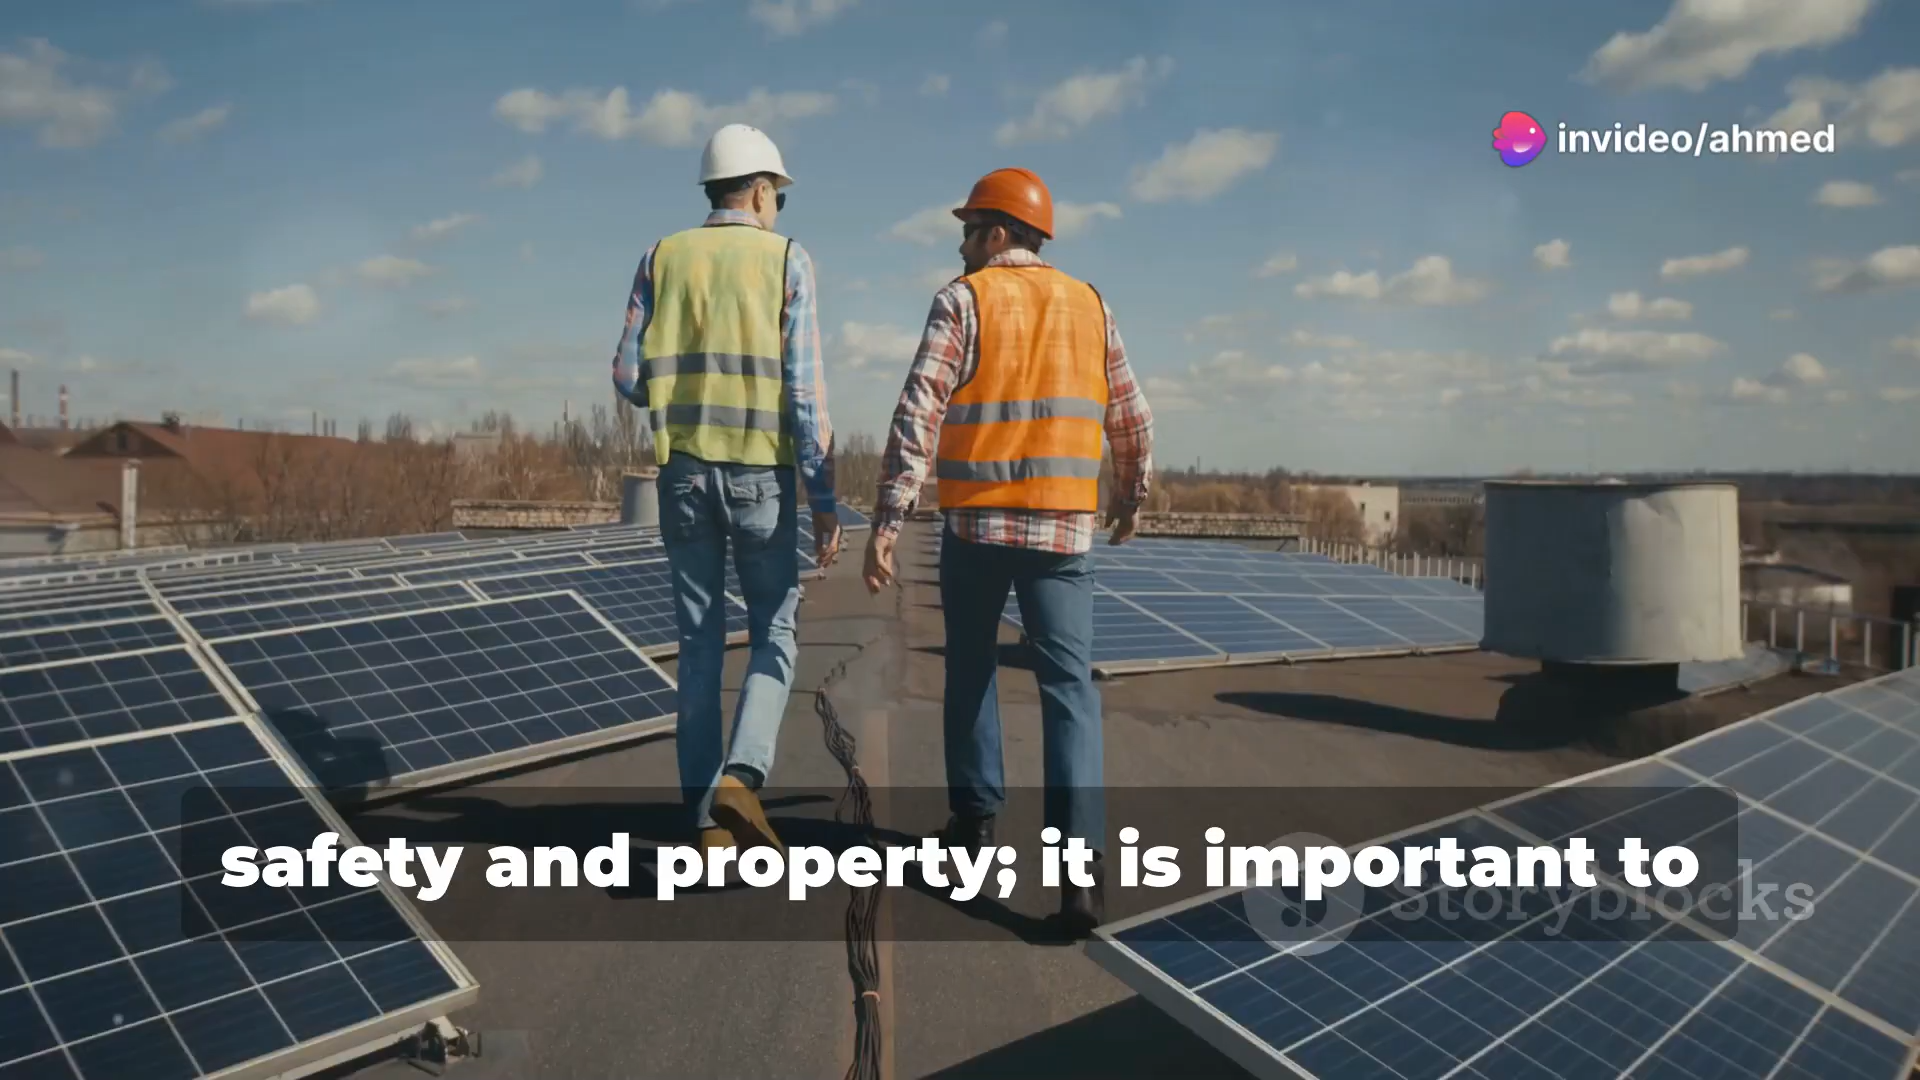 invideo/ahmed
safety and property; it is important to
Storyblocks